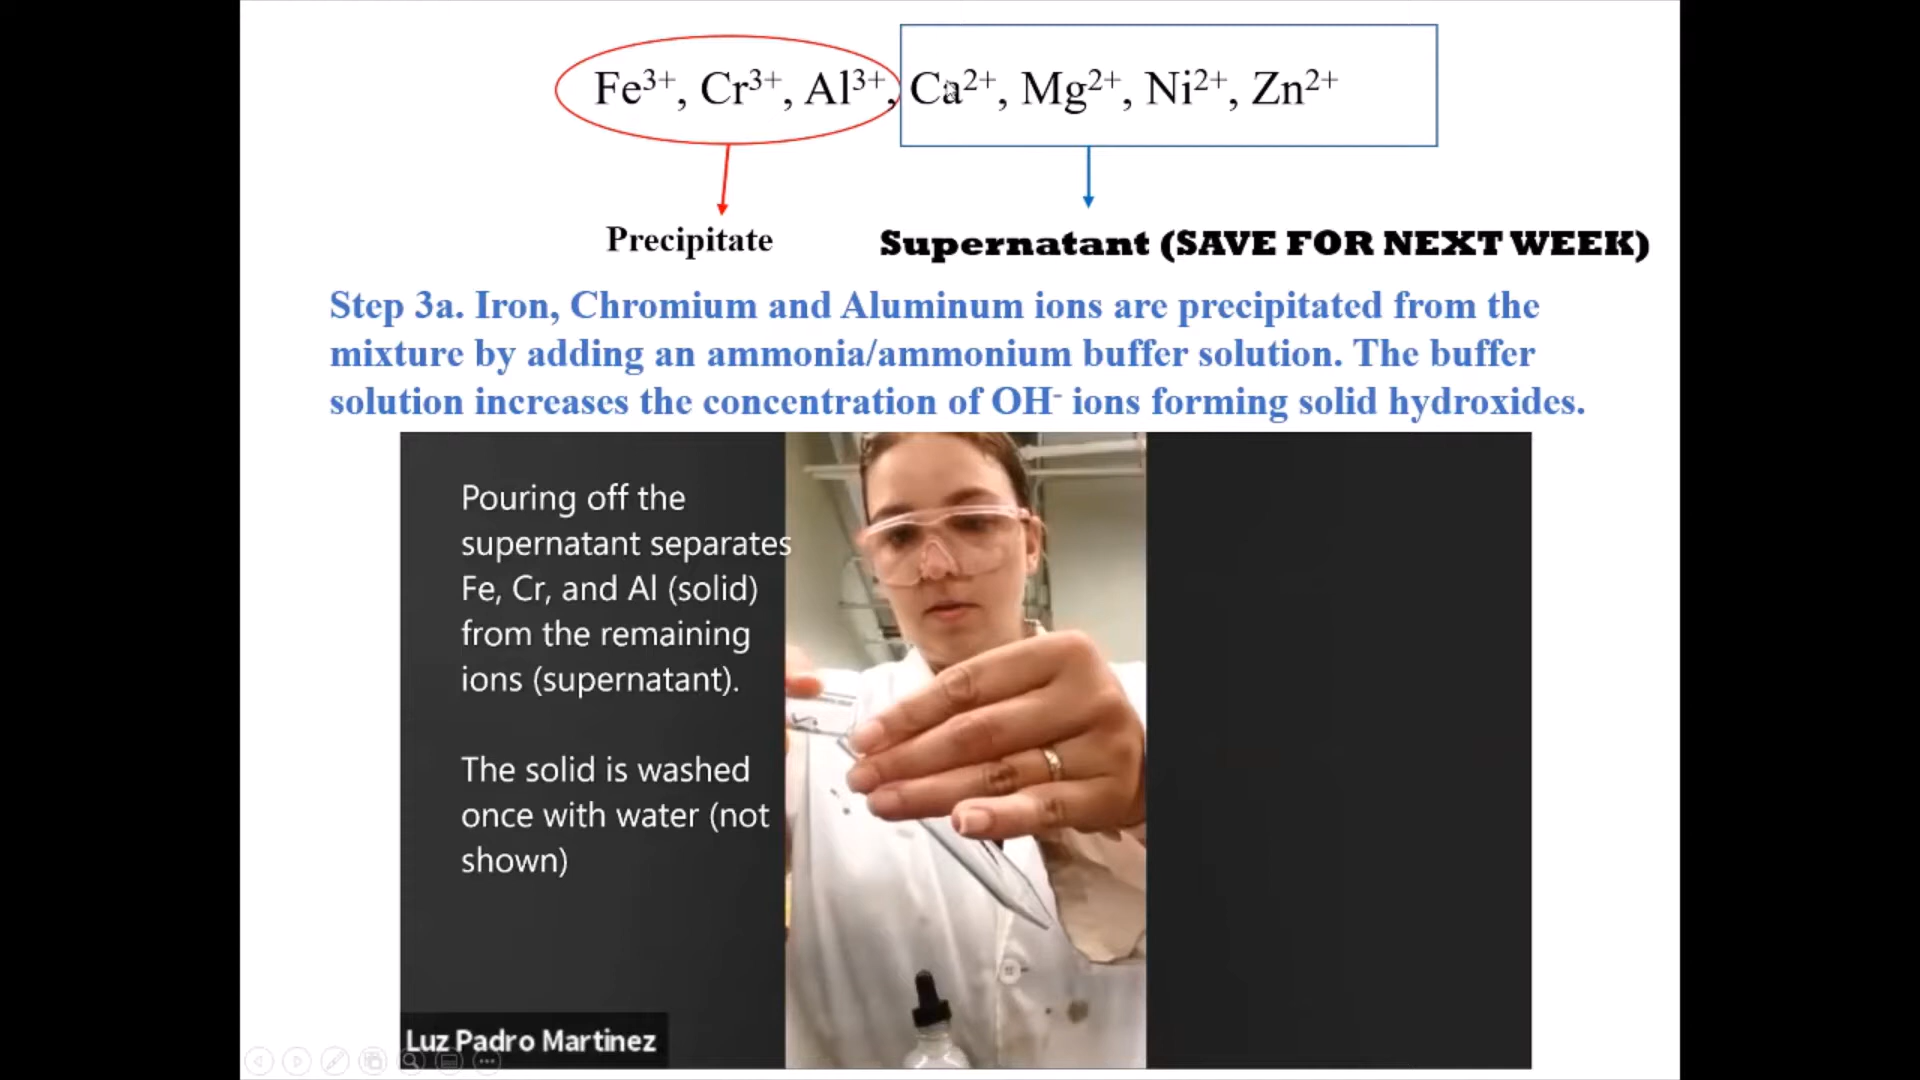 Fe³⁺, Cr³⁺, Al³⁺, Ca²⁺, Mg²⁺, Ni²⁺, Zn²⁺
Precipitate
Supernatant (SAVE FOR NEXT WEEK)
Step 3a. Iron, Chromium and Aluminum ions are precipitated from the
mixture by adding an ammonia/ammonium buffer solution. The buffer
solution increases the concentration of OH⁻ ions forming solid hydroxides.
Pouring off the
supernatant separates
Fe, Cr, and Al (solid)
from the remaining
ions (supernatant).
The solid is washed
once with water (not
shown)
Luz Padro Martinez